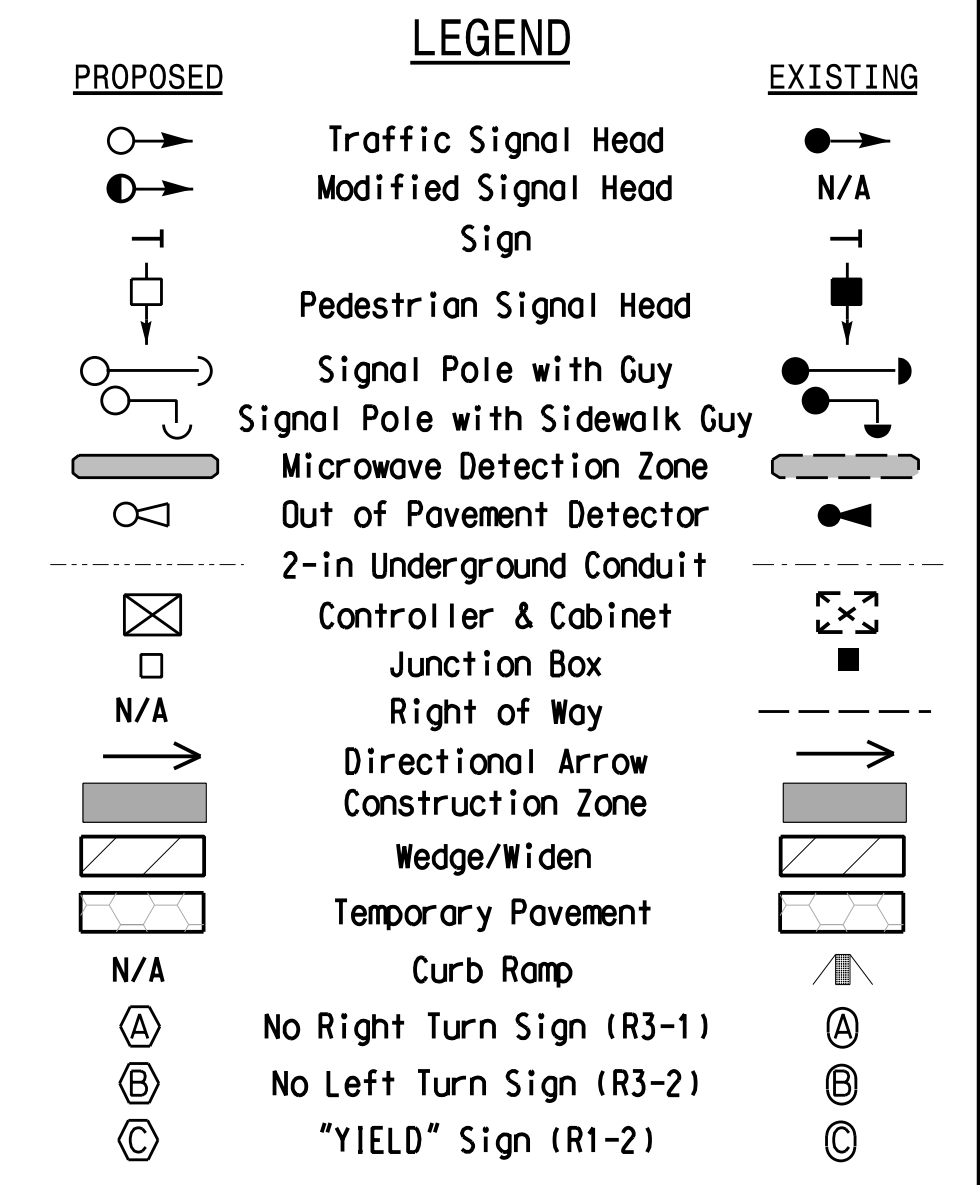 LEGEND
PROPOSED EXISTING
Traffic Signal Head
Modified Signal Head N/A
Sign
Pedestrian Signal Head
Signal Pole with Guy
Signal Pole with Sidewalk Guy
Microwave Detection Zone
Out of Pavement Detector
2-in Underground Conduit
Controller & Cabinet
Junction Box
N/A Right of Way
Directional Arrow
Construction Zone
Wedge/Widen
Temporary Pavement
N/A Curb Ramp
A No Right Turn Sign (R3-1) A
B No Left Turn Sign (R3-2) B
C "YIELD" Sign (R1-2) C